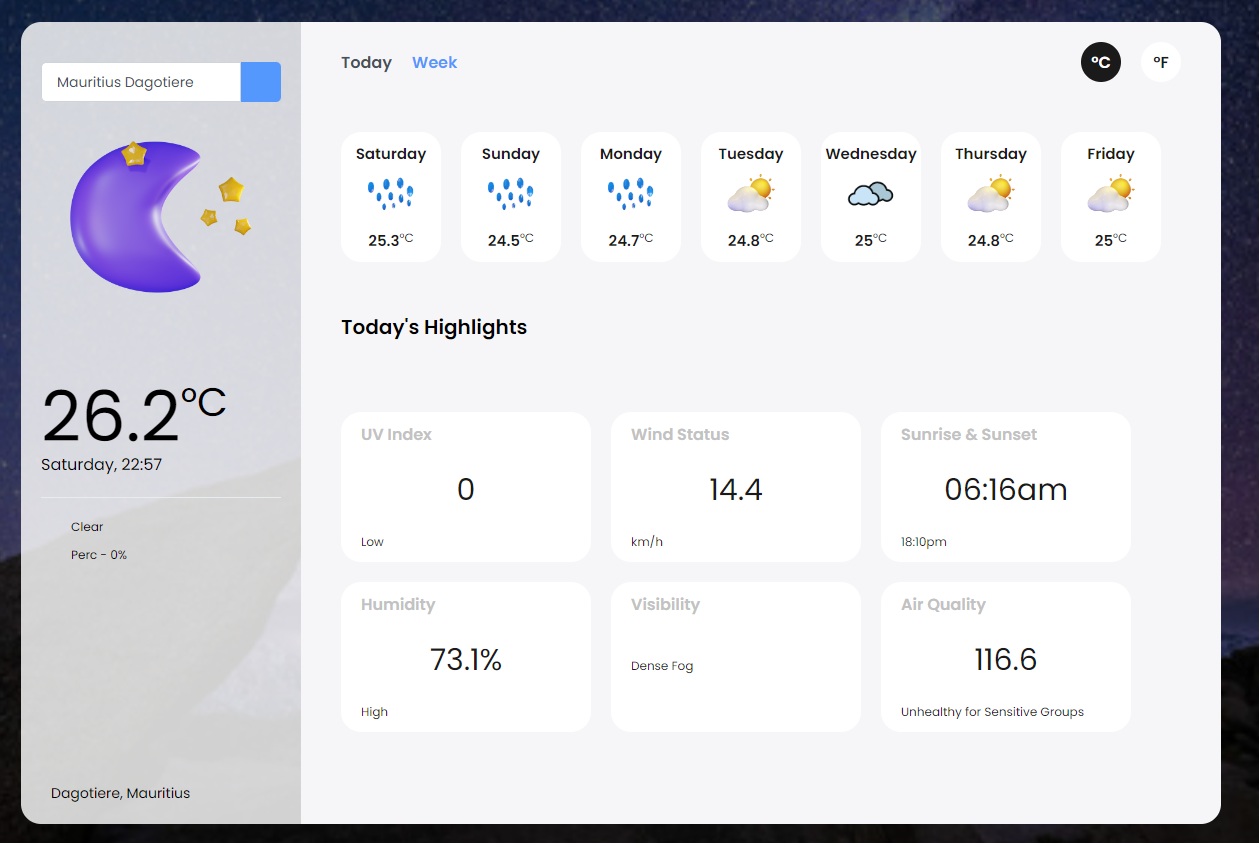 Mauritius Dagotiere
26.2°C
Saturday, 22:57
Clear
Perc - 0%
Dagotiere, Mauritius
Today Week
°C °F
Saturday Sunday Monday Tuesday Wednesday Thursday Friday
25.3°C 24.5°C 24.7°C 24.8°C 25°C 24.8°C 25°C
Today's Highlights
UV Index
0
Low
Wind Status
14.4
km/h
Sunrise & Sunset
06:16am
18:10pm
Humidity
73.1%
High
Visibility
Dense Fog
Air Quality
116.6
Unhealthy for Sensitive Groups